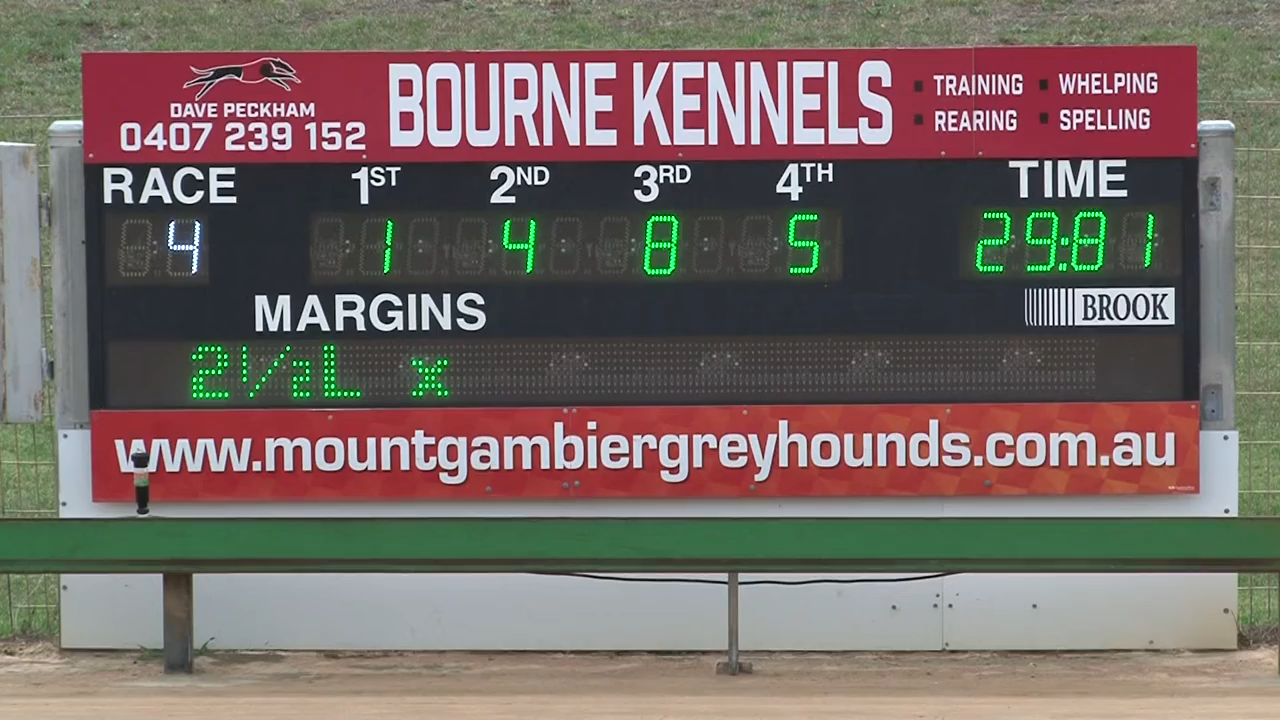 BOURNE KENNELS
DAVE PECKHAM
0407 239 152
TRAINING WHELPING
REARING SPELLING
RACE 1ST 2ND 3RD 4TH TIME
4 1 4 8 5 29:81
MARGINS
BROOK
2½L x
www.mountgambiergreyhounds.com.au